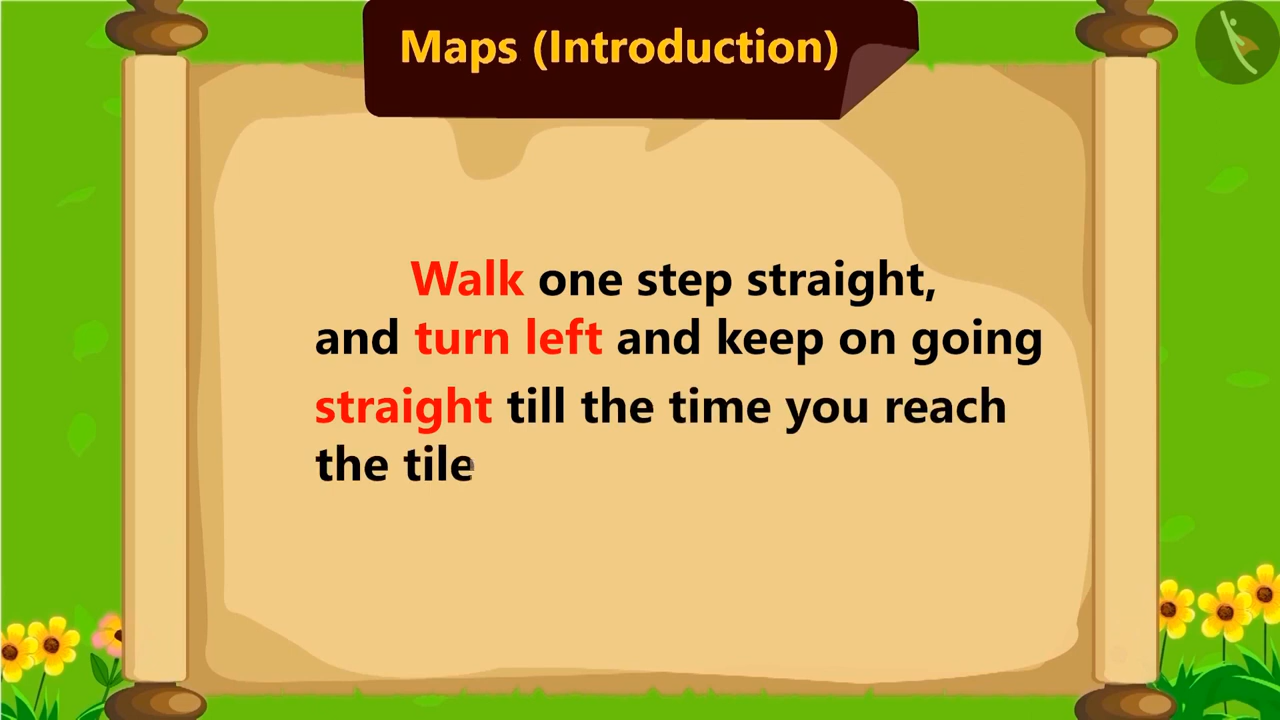 Maps (Introduction)
Walk one step straight,
and turn left and keep on going
straight till the time you reach
the tile